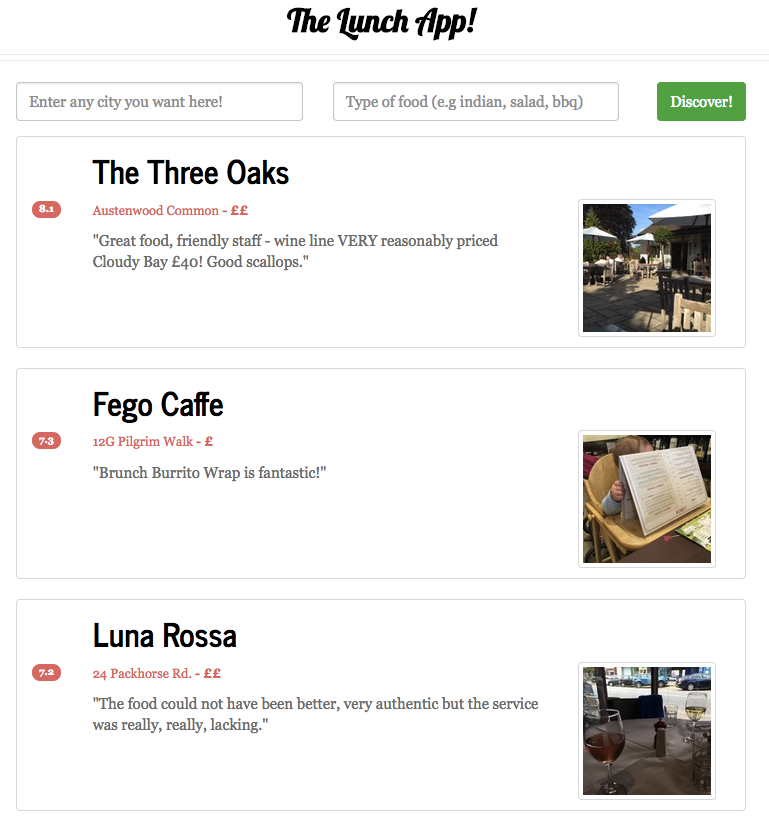 The Lunch App!
Enter any city you want here!
Type of food (e.g indian, salad, bbq)
Discover!
The Three Oaks
8.1
Austenwood Common - ££
"Great food, friendly staff - wine line VERY reasonably priced
Cloudy Bay £40! Good scallops."
Fego Caffe
7.3
12G Pilgrim Walk - £
"Brunch Burrito Wrap is fantastic!"
Luna Rossa
7.2
24 Packhorse Rd. - ££
"The food could not have been better, very authentic but the service
was really, really, lacking."